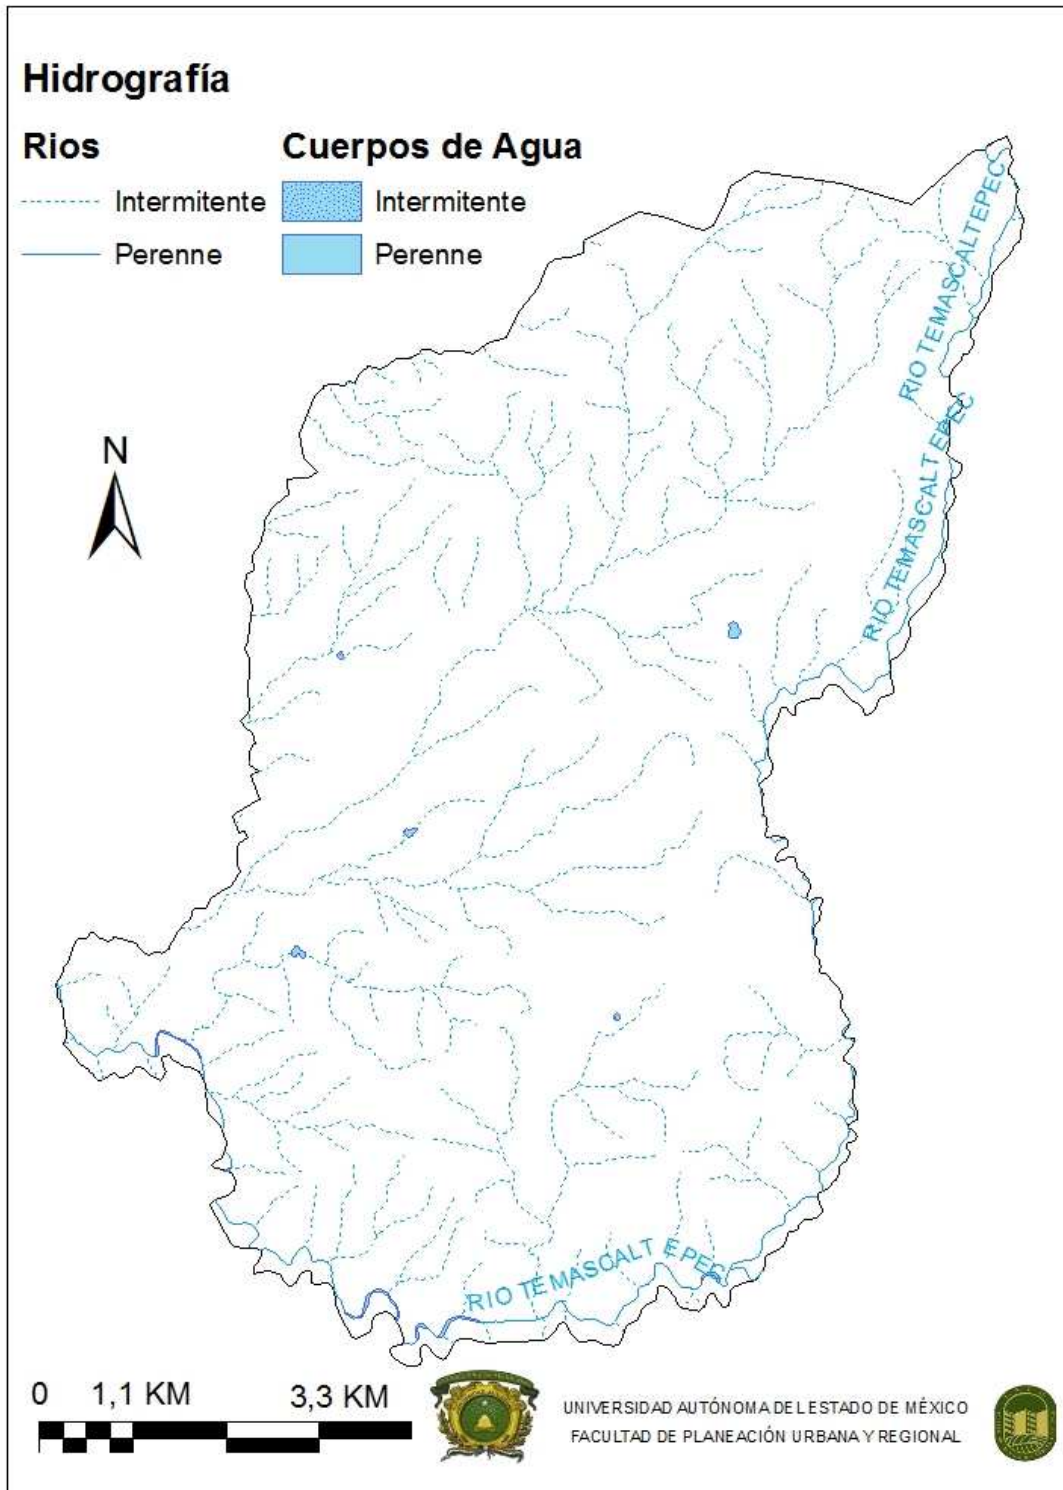 Hidrografía
Rios
Intermitente
Perenne
Cuerpos de Agua
Intermitente
Perenne
RIO TEMASCALTEPEC
RIO TEMASCALTEPEC
N
RIO TEMASCALTEPEC
0 1,1 KM 3,3 KM
UNIVERSIDAD AUTÓNOMA DEL ESTADO DE MÉXICO
FACULTAD DE PLANEACIÓN URBANA Y REGIONAL